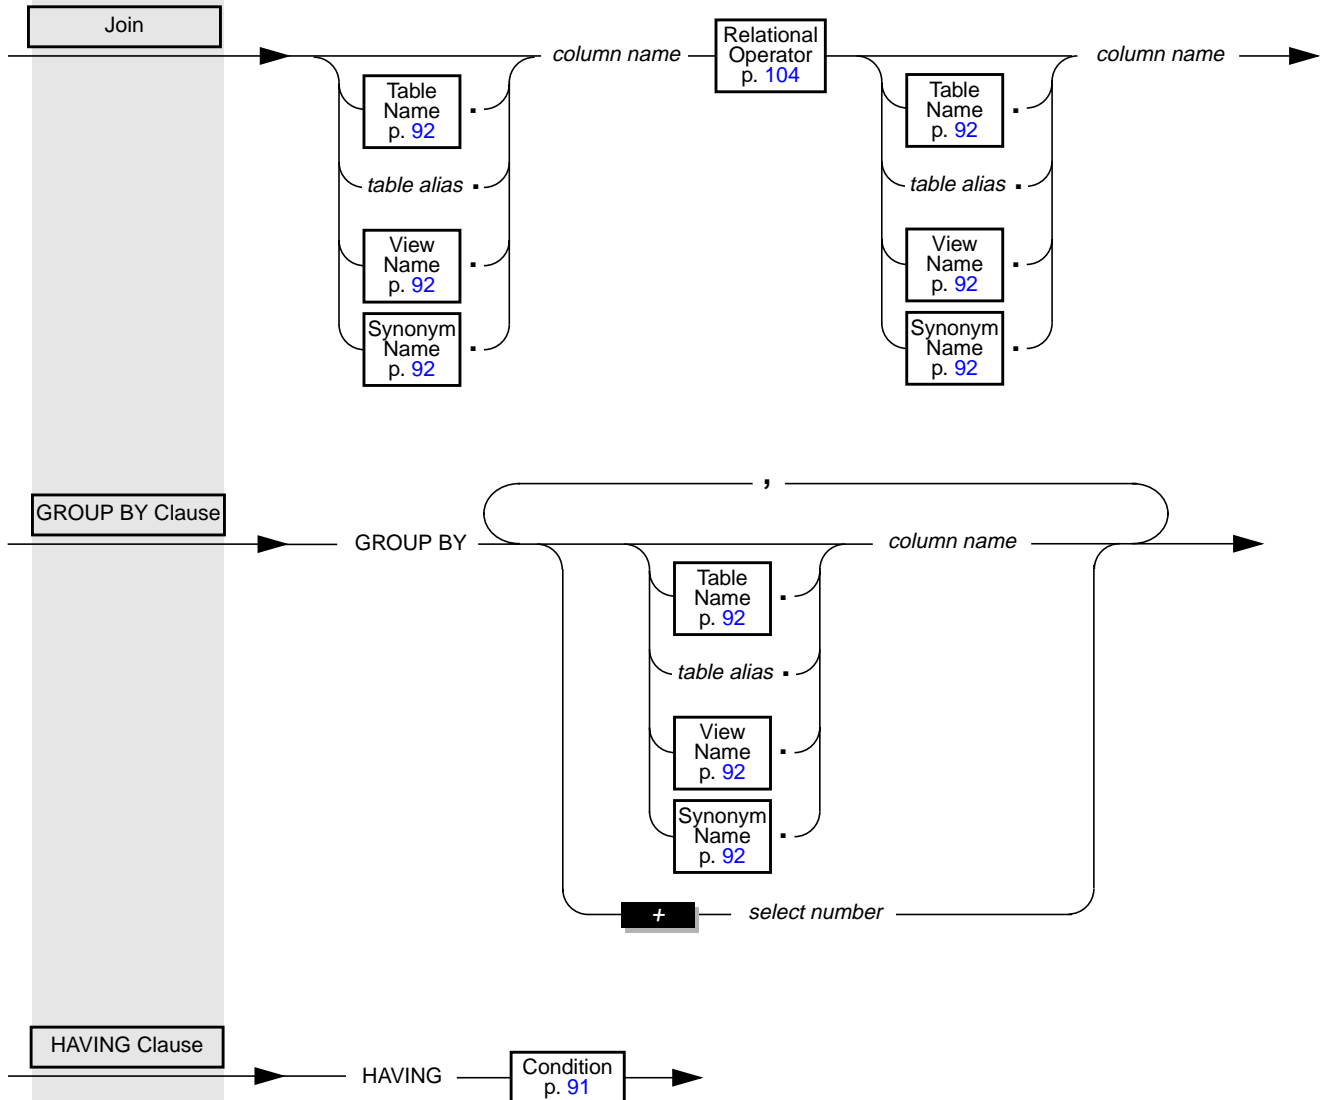 Join
column name
Relational
Operator
p. 104
column name
Table
Name
p. 92
.
table alias .
View
Name
p. 92
.
Synonym
Name
p. 92
.
Table
Name
p. 92
.
table alias .
View
Name
p. 92
.
Synonym
Name
p. 92
.
,
GROUP BY Clause
GROUP BY
column name
Table
Name
p. 92
.
table alias .
View
Name
p. 92
.
Synonym
Name
p. 92
.
+ select number
HAVING Clause
HAVING
Condition
p. 91